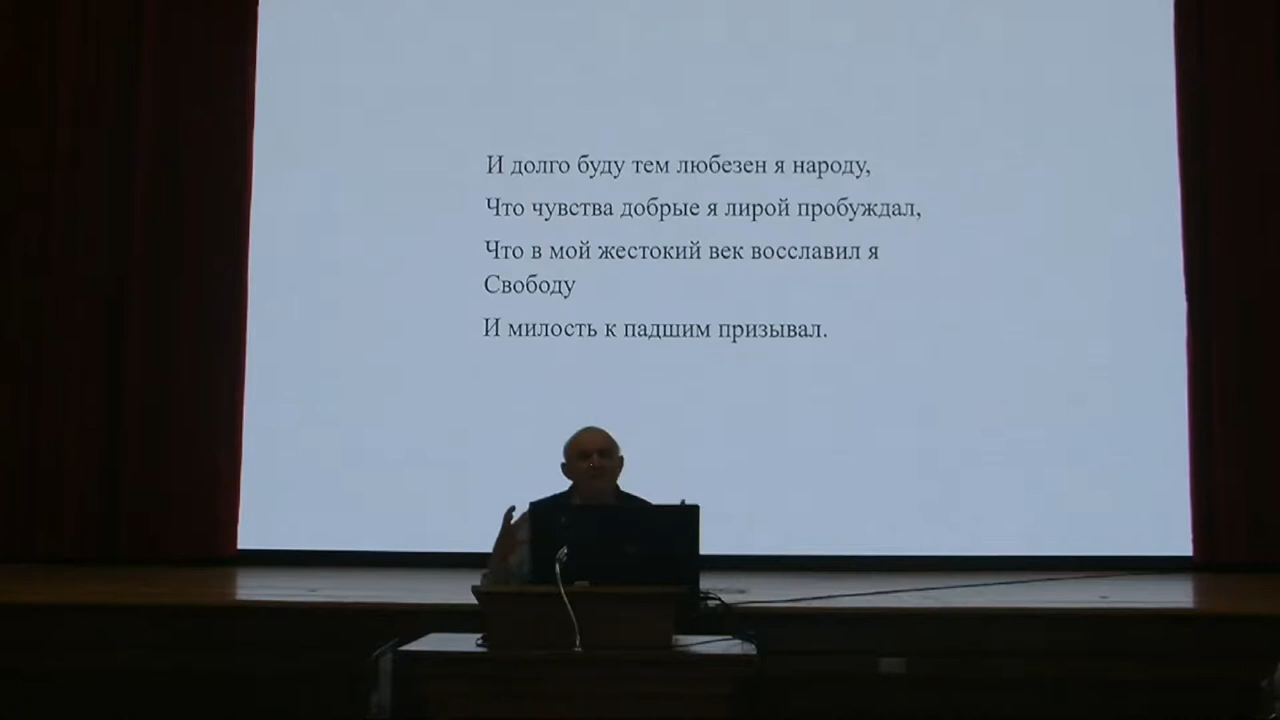 И долго буду тем любезен я народу,
Что чувства добрые я лирой пробуждал,
Что в мой жестокий век восславил я
Свободу
И милость к падшим призывал.